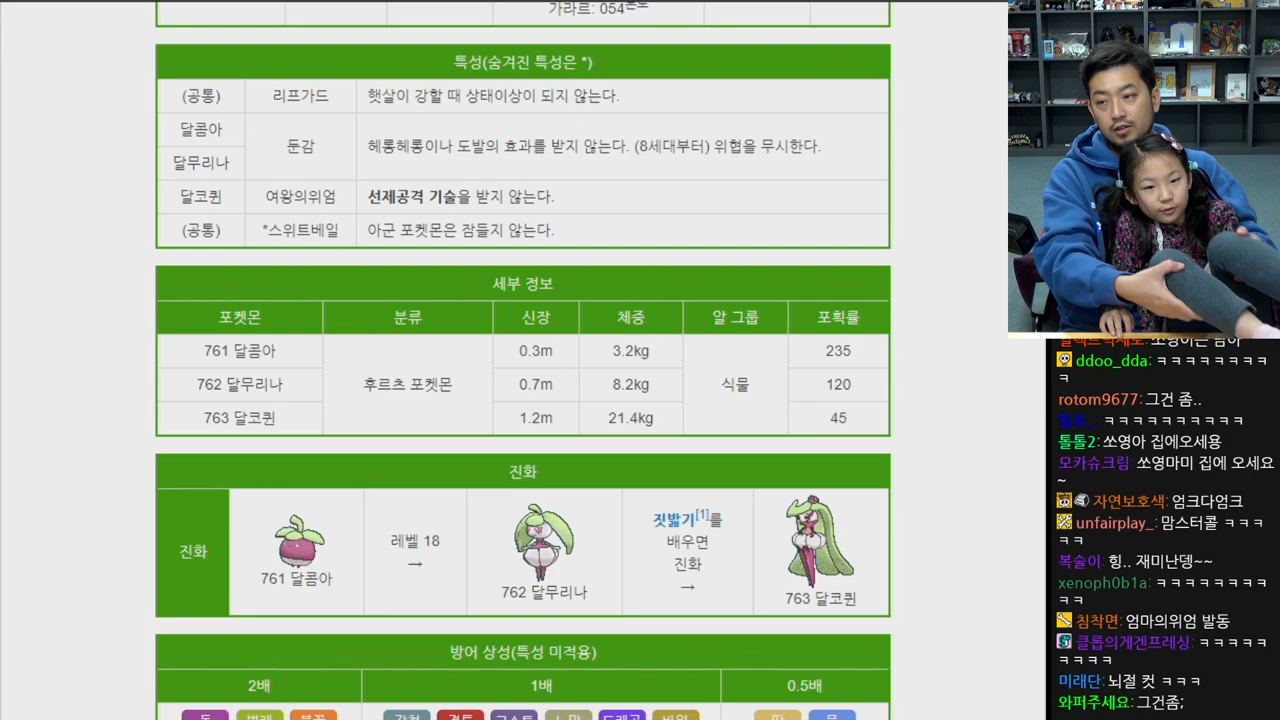 가라르: 054
특성(숨겨진 특성은 *)
(공통) 리프가드 햇살이 강할 때 상태이상이 되지 않는다.
달콤아
둔감 헤롱헤롱이나 도발의 효과를 받지 않는다. (8세대부터) 위협을 무시한다.
달무리나
달코퀸 여왕의위엄 선제공격 기술을 받지 않는다.
(공통) *스위트베일 아군 포켓몬은 잠들지 않는다.
세부 정보
포켓몬 분류 신장 체중 알 그룹 포획률
761 달콤아 0.3m 3.2kg 235
762 달무리나 후르츠 포켓몬 0.7m 8.2kg 식물 120
763 달코퀸 1.2m 21.4kg 45
진화
진화
761 달콤아
레벨 18
→
762 달무리나
짓밟기[1]를
배우면
진화
→
763 달코퀸
방어 상성(특성 미적용)
2배 1배 0.5배
ddoo_dda: ㅋㅋㅋㅋㅋㅋㅋㅋ
ㅋ
rotom9677: 그건 좀..
ㅋㅋㅋㅋㅋㅋㅋㅋㅋㅋ
톨톨2: 쏘영아 집에오세용
모카슈크림: 쏘영마미 집에 오세요
~
자연보호색: 엄크다엄크
unfairplay_: 맘스터콜 ㅋㅋㅋ
ㅋㅋ
복술이: 힝.. 재미난뎅~~
xenoph0b1a: ㅋㅋㅋㅋㅋㅋㅋㅋ
ㅋㅋ
침착면: 엄마의위엄 발동
클롭의게겐프레싱: ㅋㅋㅋㅋㅋ
ㅋㅋㅋㅋ
미래단: 뇌절 컷 ㅋㅋㅋ
와퍼주세요: 그건좀;